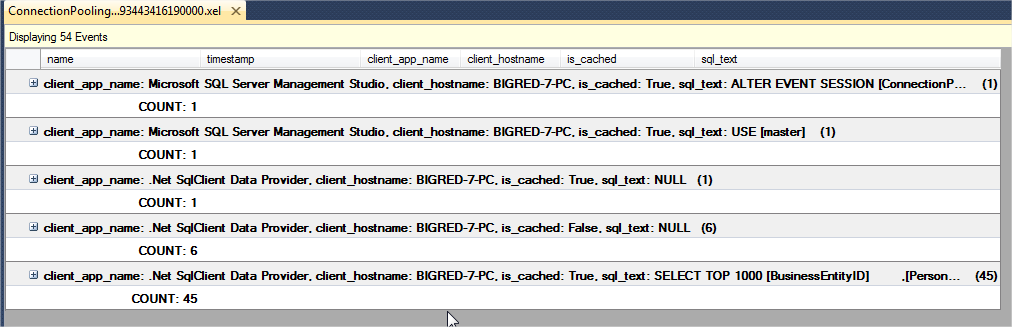 ConnectionPooling...93443416190000.xel
Displaying 54 Events
name timestamp client_app_name client_hostname is_cached sql_text
client_app_name: Microsoft SQL Server Management Studio, client_hostname: BIGRED-7-PC, is_cached: True, sql_text: ALTER EVENT SESSION [ConnectionP... (1)
COUNT: 1
client_app_name: Microsoft SQL Server Management Studio, client_hostname: BIGRED-7-PC, is_cached: True, sql_text: USE [master] (1)
COUNT: 1
client_app_name: .Net SqlClient Data Provider, client_hostname: BIGRED-7-PC, is_cached: True, sql_text: NULL (1)
COUNT: 1
client_app_name: .Net SqlClient Data Provider, client_hostname: BIGRED-7-PC, is_cached: False, sql_text: NULL (6)
COUNT: 6
client_app_name: .Net SqlClient Data Provider, client_hostname: BIGRED-7-PC, is_cached: True, sql_text: SELECT TOP 1000 [BusinessEntityID] ,[Person... (45)
COUNT: 45